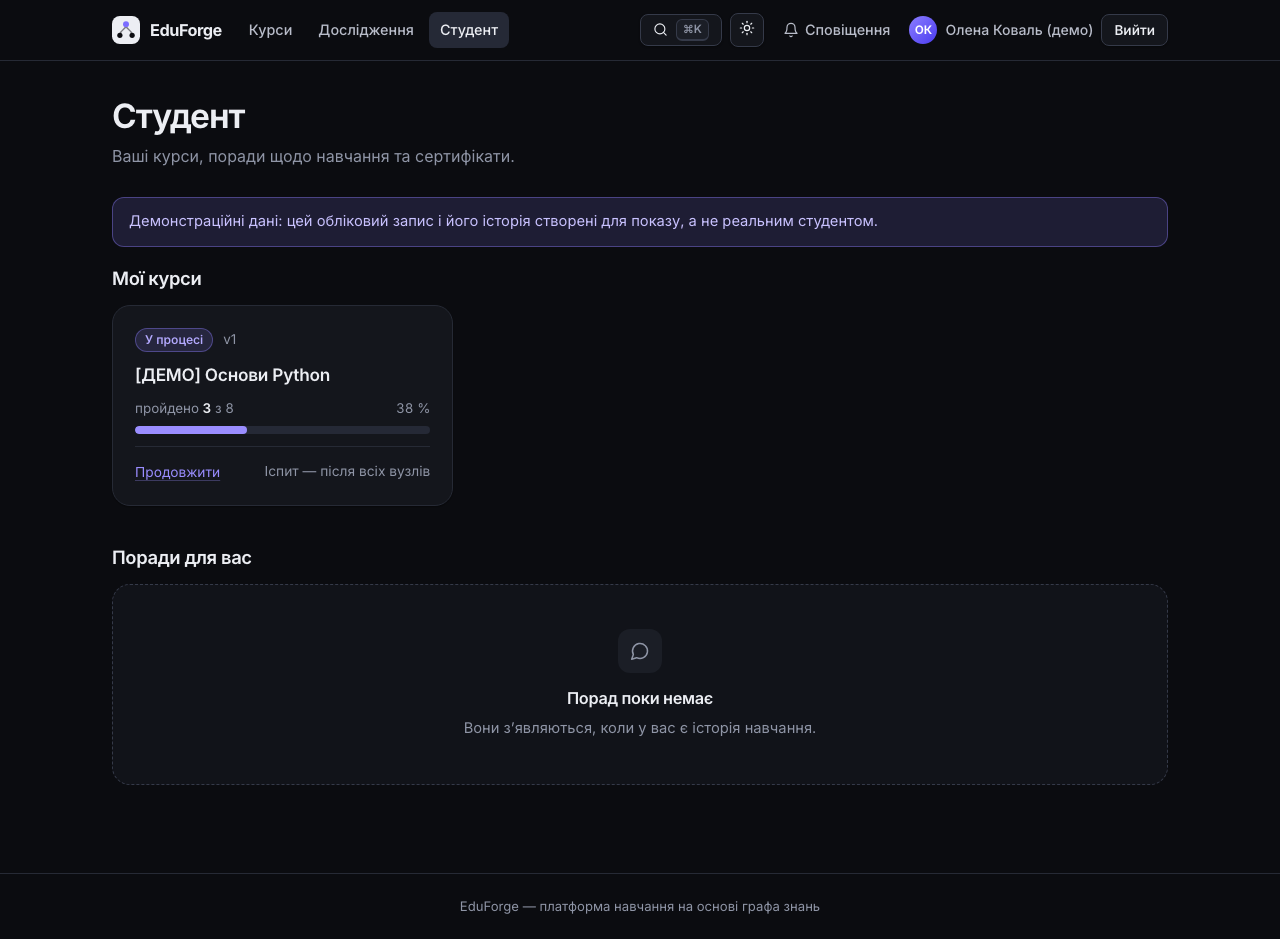 EduForge Курси Дослідження Студент ⌘K Сповіщення ОК Олена Коваль (демо) Вийти
Студент
Ваші курси, поради щодо навчання та сертифікати.
Демонстраційні дані: цей обліковий запис і його історія створені для показу, а не реальним студентом.
Мої курси
У процесі v1
[ДЕМО] Основи Python
пройдено 3 з 8 38 %
Продовжити Іспит — після всіх вузлів
Поради для вас
Порад поки немає
Вони з’являються, коли у вас є історія навчання.
EduForge — платформа навчання на основі графа знань